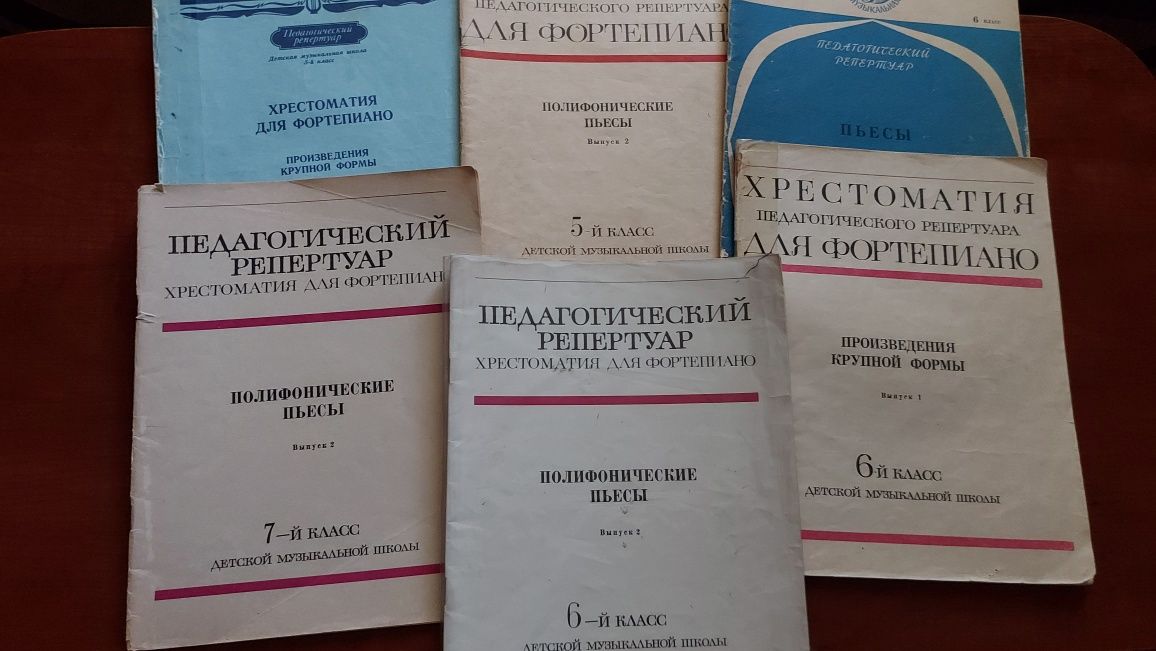 Педагогический
репертуар
Детская музыкальная школа
5-й класс
ХРЕСТОМАТИЯ
ДЛЯ ФОРТЕПИАНО
ПРОИЗВЕДЕНИЯ
КРУПНОЙ ФОРМЫ
ПЕДАГОГИЧЕСКОГО РЕПЕРТУАРА
ДЛЯ ФОРТЕПИАНО
ПОЛИФОНИЧЕСКИЕ
ПЬЕСЫ
Выпуск 2
5-й КЛАСС
ДЕТСКОЙ МУЗЫКАЛЬНОЙ ШКОЛЫ
6 класс
ПЕДАГОГИЧЕСКИЙ
РЕПЕРТУАР
ПЬЕСЫ
ПЕДАГОГИЧЕСКИЙ
РЕПЕРТУАР
ХРЕСТОМАТИЯ ДЛЯ ФОРТЕПИАНО
ПОЛИФОНИЧЕСКИЕ
ПЬЕСЫ
Выпуск 2
7-й КЛАСС
ДЕТСКОЙ МУЗЫКАЛЬНОЙ ШКОЛЫ
ПЕДАГОГИЧЕСКИЙ
РЕПЕРТУАР
ХРЕСТОМАТИЯ ДЛЯ ФОРТЕПИАНО
ПОЛИФОНИЧЕСКИЕ
ПЬЕСЫ
Выпуск 2
6-й КЛАСС
ДЕТСКОЙ МУЗЫКАЛЬНОЙ ШКОЛЫ
ХРЕСТОМАТИЯ
ПЕДАГОГИЧЕСКОГО РЕПЕРТУАРА
ДЛЯ ФОРТЕПИАНО
ПРОИЗВЕДЕНИЯ
КРУПНОЙ ФОРМЫ
Выпуск 1
6-й КЛАСС
ДЕТСКОЙ МУЗЫКАЛЬНОЙ ШКОЛЫ